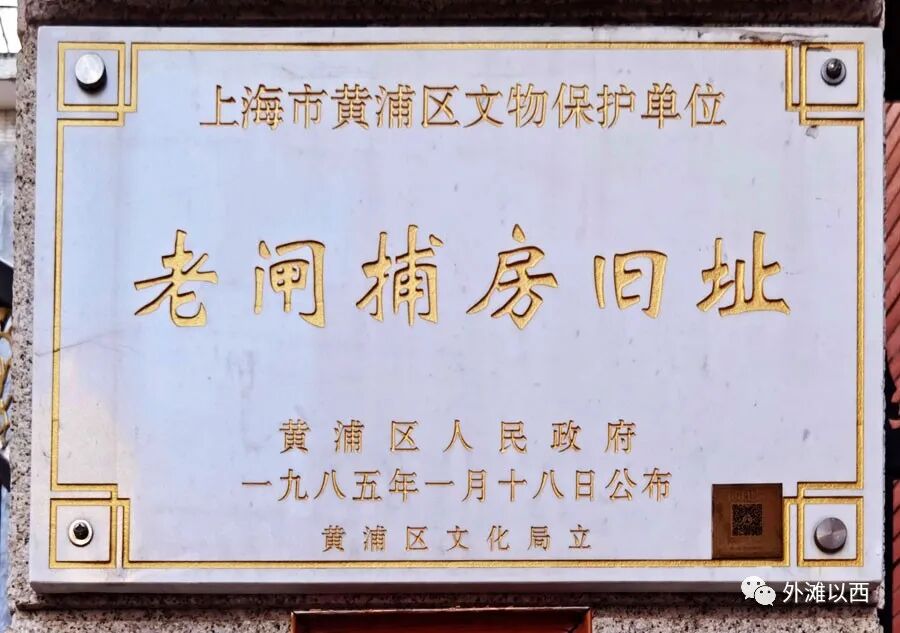 上海市黄浦区文物保护单位
老闸捕房旧址
黄浦区人民政府
一九八五年一月十八日公布
黄浦区文化局立
外滩以西